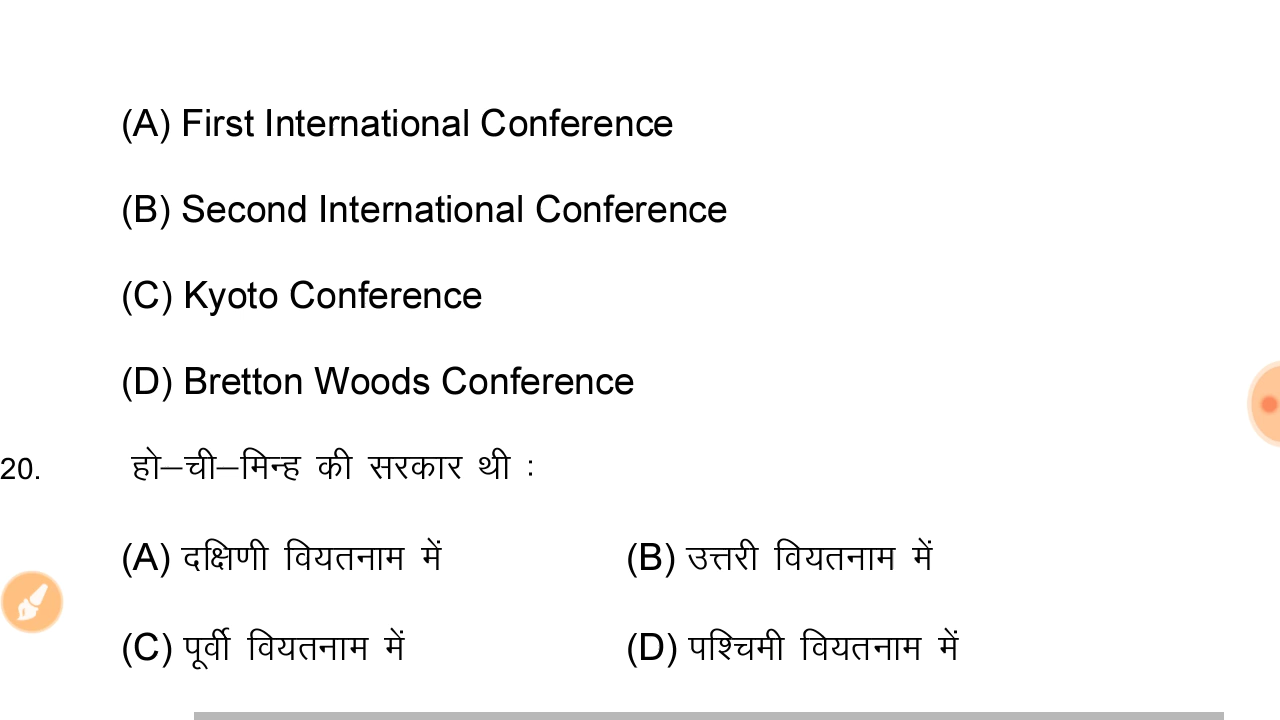 (A) First International Conference
(B) Second International Conference
(C) Kyoto Conference
(D) Bretton Woods Conference
20. हो–ची–मिन्ह की सरकार थी :
(A) दक्षिणी वियतनाम में (B) उत्तरी वियतनाम में
(C) पूर्वी वियतनाम में (D) पश्चिमी वियतनाम में